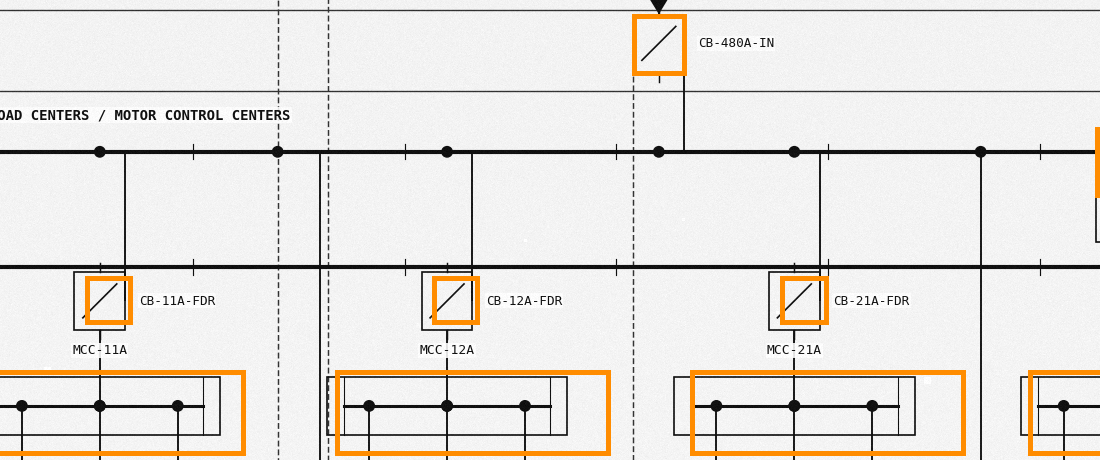 CB-480A-IN
OAD CENTERS / MOTOR CONTROL CENTERS
CB-11A-FDR
CB-12A-FDR
CB-21A-FDR
MCC-11A
MCC-12A
MCC-21A